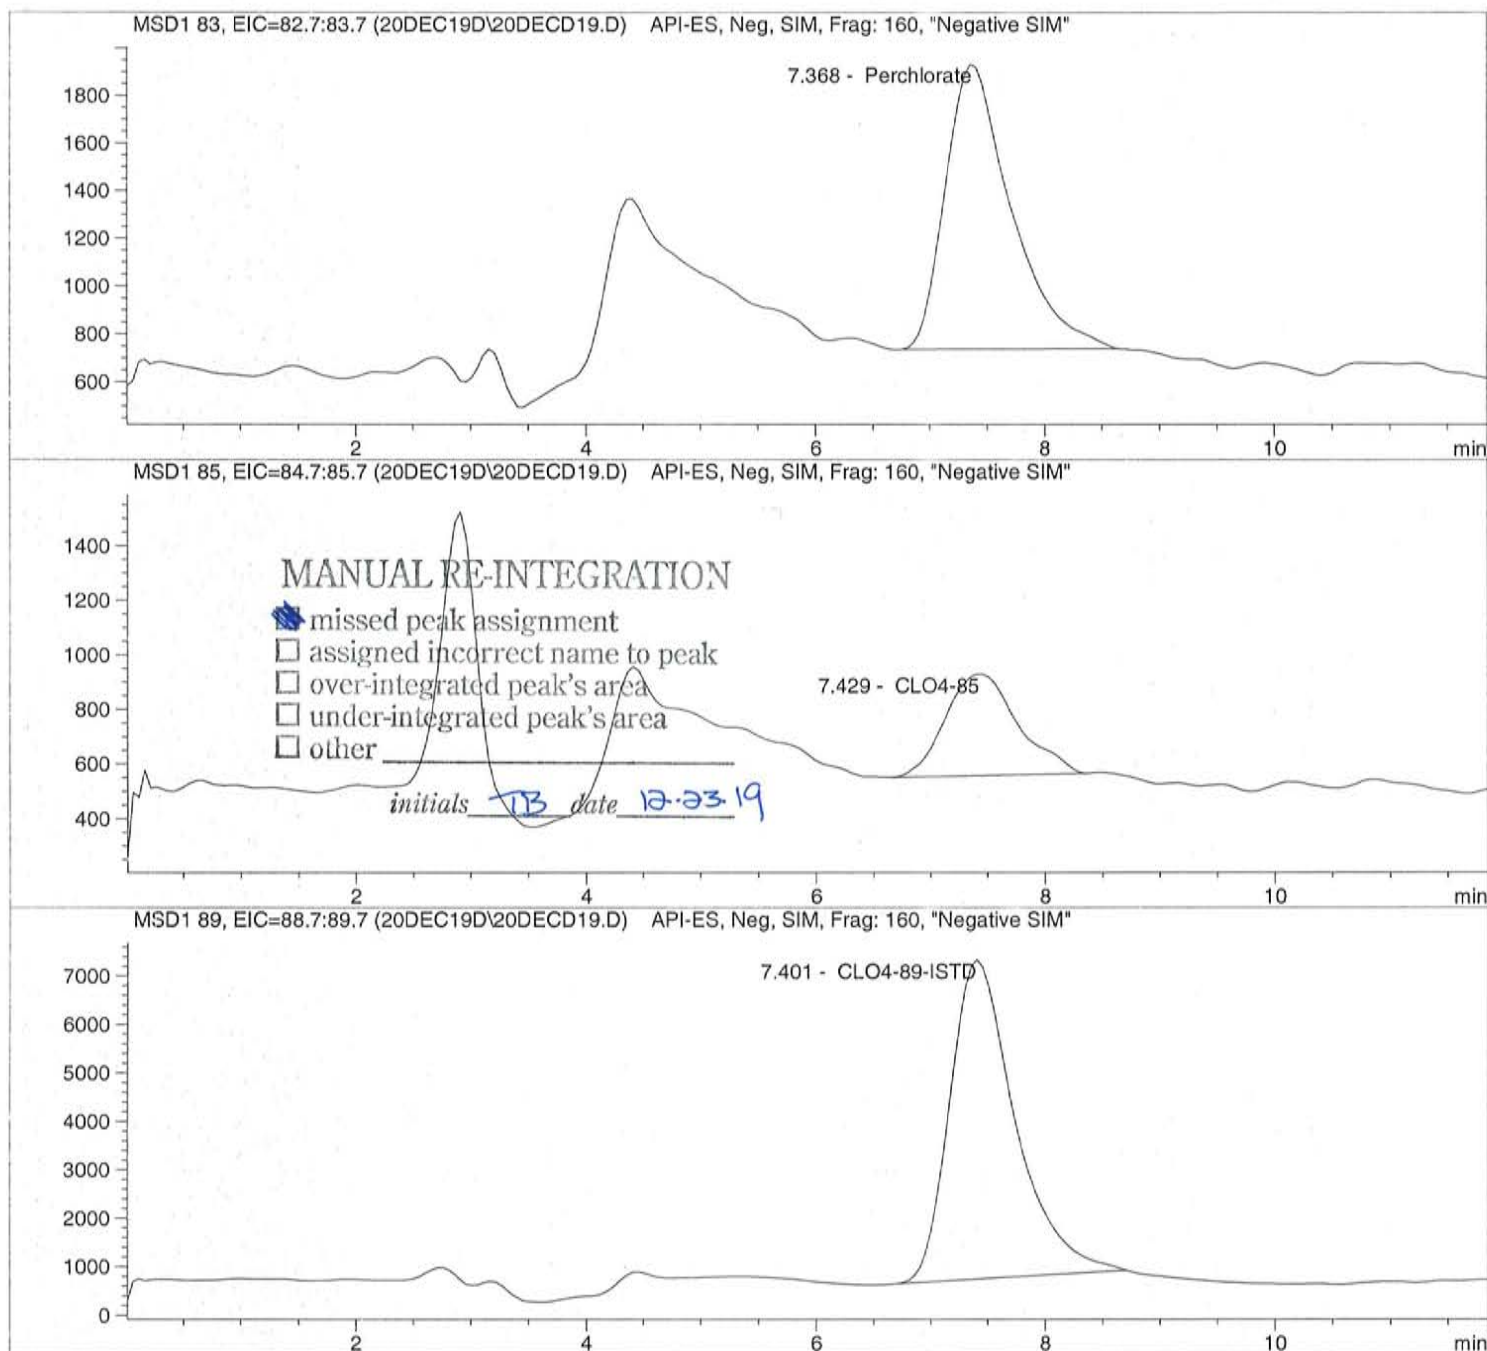 MSD1 83, EIC=82.7:83.7 (20DEC19D\20DECD19.D) API-ES, Neg, SIM, Frag: 160, "Negative SIM"
7.368 - Perchlorate
1800
1600
1400
1200
1000
800
600
2 4 6 8 10 min
MSD1 85, EIC=84.7:85.7 (20DEC19D\20DECD19.D) API-ES, Neg, SIM, Frag: 160, "Negative SIM"
1400
MANUAL RE-INTEGRATION
1200
missed peak assignment
1000
assigned incorrect name to peak
over-integrated peak's area
7.429 - CLO4-85
800
under-integrated peak's area
600
other
initials TB date 12-23-19
400
2 4 6 8 10 min
MSD1 89, EIC=88.7:89.7 (20DEC19D\20DECD19.D) API-ES, Neg, SIM, Frag: 160, "Negative SIM"
7.401 - CLO4-89-ISTD
7000
6000
5000
4000
3000
2000
1000
0
2 4 6 8 10 min